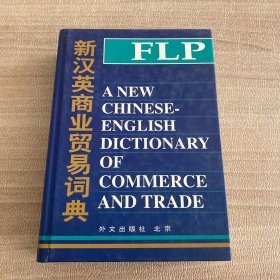 新汉英商业贸易词典
FLP
A NEW
CHINESE-
ENGLISH
DICTIONARY
OF
COMMERCE
AND TRADE
外文出版社 北京